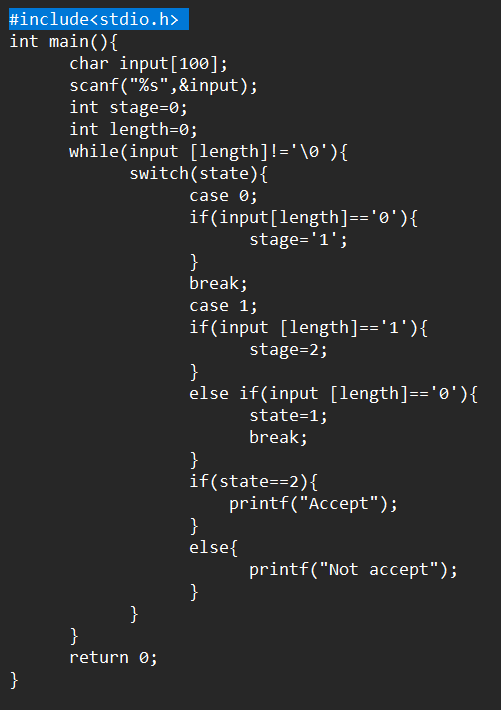 #include<stdio.h>
int main(){
char input[100];
scanf("%s",&input);
int stage=0;
int length=0;
while(input [length]!='\0'){
switch(state){
case 0;
if(input[length]=='0'){
stage='1';
}
break;
case 1;
if(input [length]=='1'){
stage=2;
}
else if(input [length]=='0'){
state=1;
break;
}
if(state==2){
printf("Accept");
}
else{
printf("Not accept");
}
}
}
return 0;
}